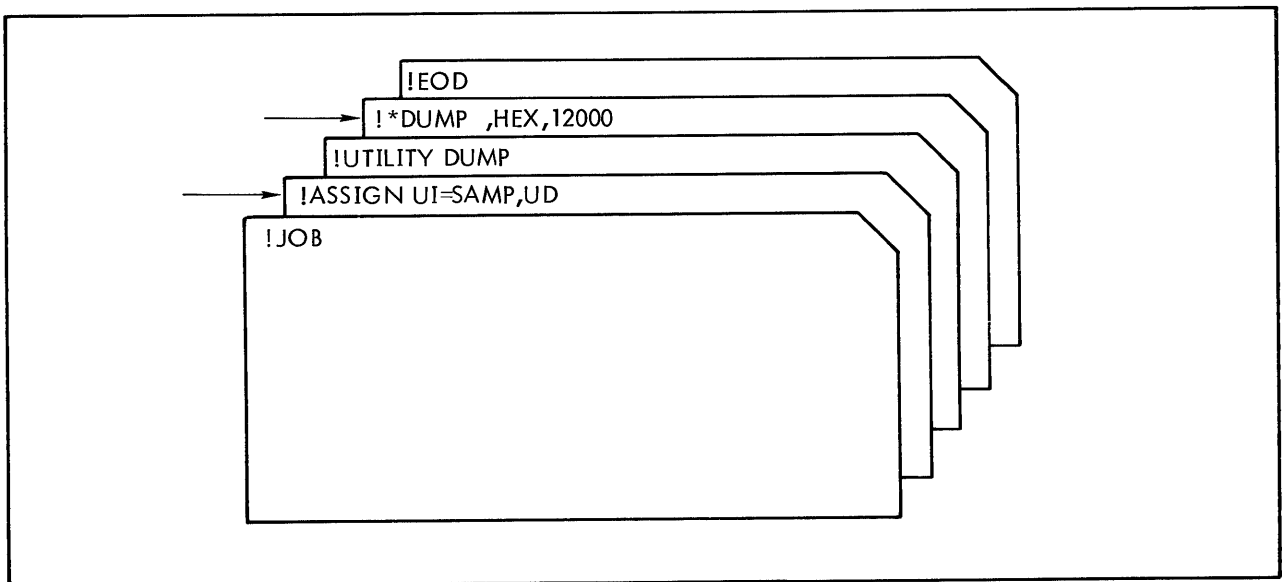 !EOD
!*DUMP ,HEX,12000
!UTILITY DUMP
!ASSIGN UI=SAMP,UD
!JOB